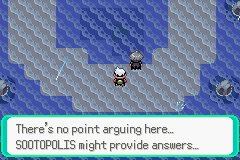 There's no point arguing here…
SOOTOPOLIS might provide answers…